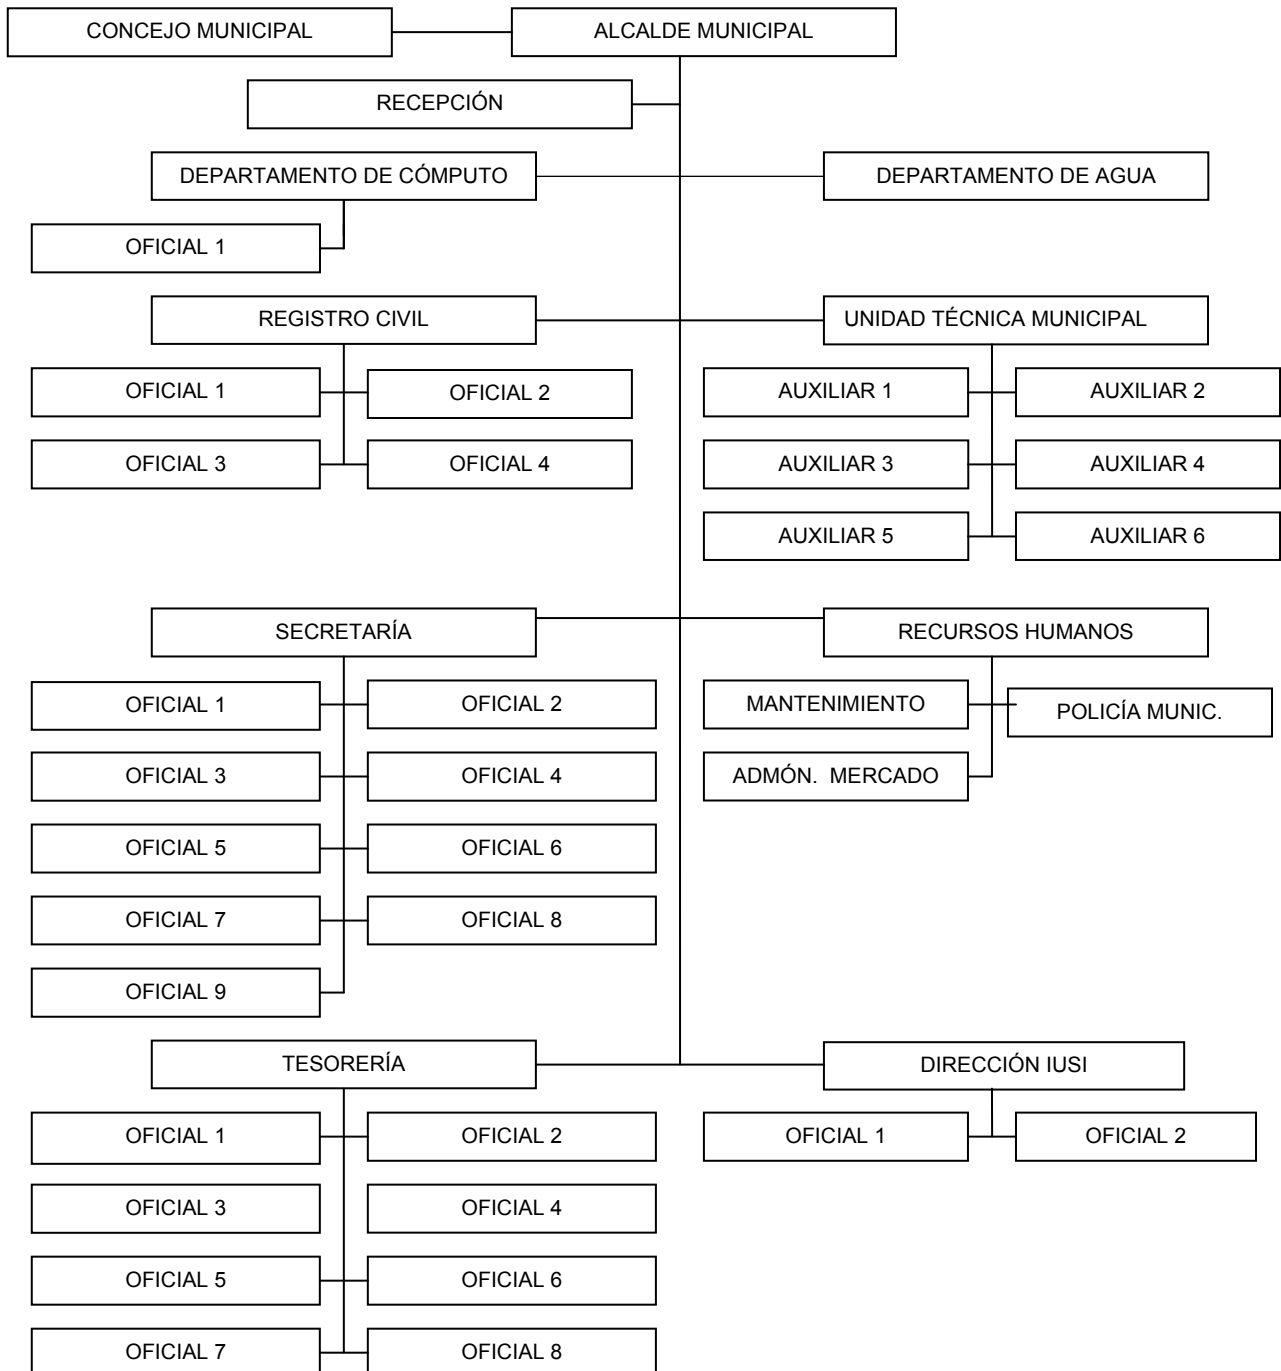 CONCEJO MUNICIPAL
ALCALDE MUNICIPAL
RECEPCIÓN
DEPARTAMENTO DE CÓMPUTO
DEPARTAMENTO DE AGUA
OFICIAL 1
REGISTRO CIVIL
UNIDAD TÉCNICA MUNICIPAL
OFICIAL 1
OFICIAL 2
AUXILIAR 1
AUXILIAR 2
OFICIAL 3
OFICIAL 4
AUXILIAR 3
AUXILIAR 4
AUXILIAR 5
AUXILIAR 6
SECRETARÍA
RECURSOS HUMANOS
OFICIAL 1
OFICIAL 2
MANTENIMIENTO
POLICÍA MUNIC.
OFICIAL 3
OFICIAL 4
ADMÓN. MERCADO
OFICIAL 5
OFICIAL 6
OFICIAL 7
OFICIAL 8
OFICIAL 9
TESORERÍA
DIRECCIÓN IUSI
OFICIAL 1
OFICIAL 2
OFICIAL 1
OFICIAL 2
OFICIAL 3
OFICIAL 4
OFICIAL 5
OFICIAL 6
OFICIAL 7
OFICIAL 8